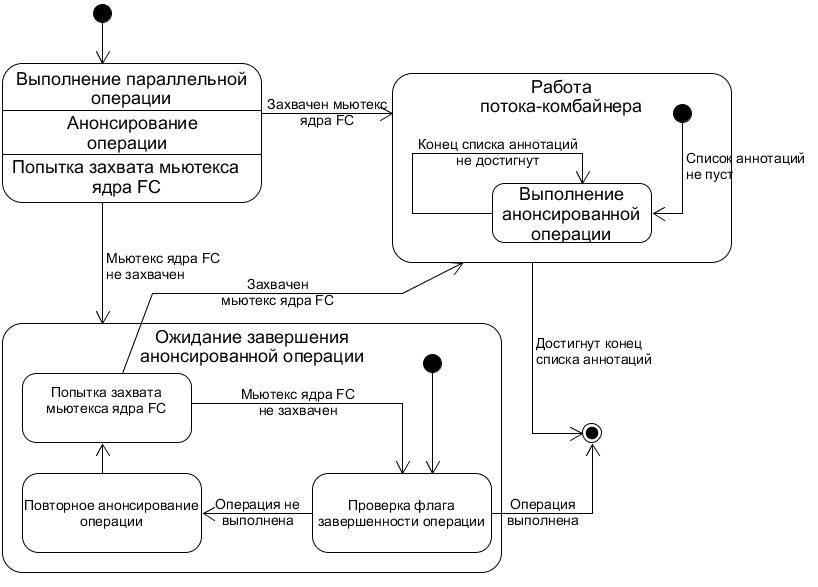 Выполнение параллельной
операции
Анонсирование
операции
Попытка захвата мьютекса
ядра FC
Захвачен мьютекс
ядра FC
Работа
потока-комбайнера
Конец списка аннотаций
не достигнут
Список аннотаций
не пуст
Выполнение
анонсированной
операции
Мьютекс ядра FC
не захвачен
Захвачен
мьютекс ядра FC
Достигнут конец
списка аннотаций
Ожидание завершения
анонсированной операции
Попытка захвата
мьютекса ядра FC
Мьютекс ядра FC
не захвачен
Повторное анонсирование
операции
Операция не
выполнена
Проверка флага
завершенности операции
Операция
выполнена